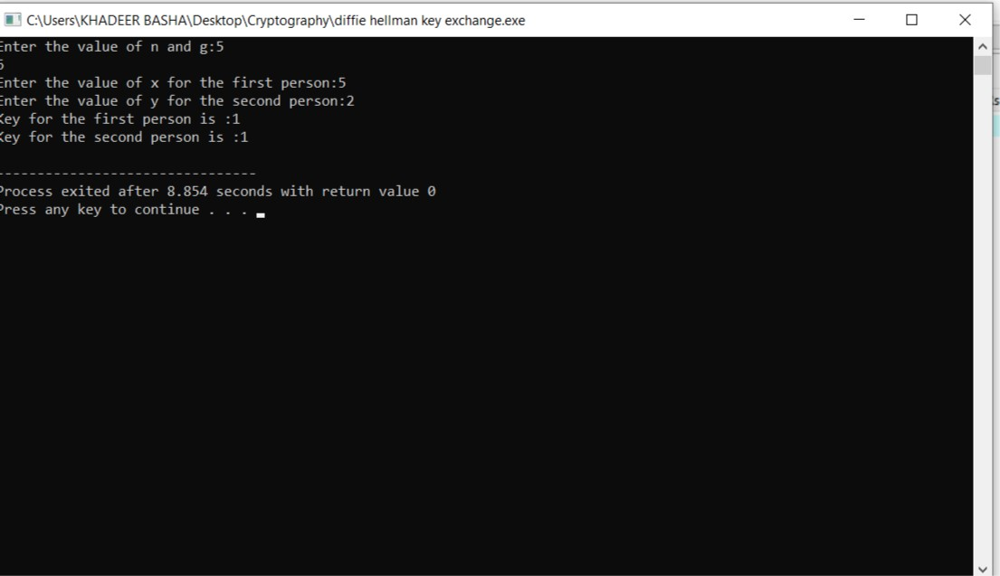 C:\Users\KHADEER BASHA\Desktop\Cryptography\diffie hellman key exchange.exe
Enter the value of n and g:5
6
Enter the value of x for the first person:5
Enter the value of y for the second person:2
Key for the first person is :1
Key for the second person is :1
--------------------------------
Process exited after 8.854 seconds with return value 0
Press any key to continue . . .